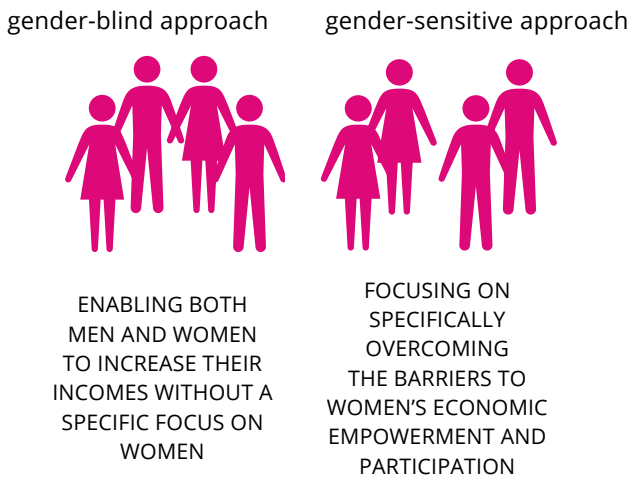 gender-blind approach
gender-sensitive approach
ENABLING BOTH
MEN AND WOMEN
TO INCREASE THEIR
INCOMES WITHOUT A
SPECIFIC FOCUS ON
WOMEN
FOCUSING ON
SPECIFICALLY
OVERCOMING
THE BARRIERS TO
WOMEN’S ECONOMIC
EMPOWERMENT AND
PARTICIPATION